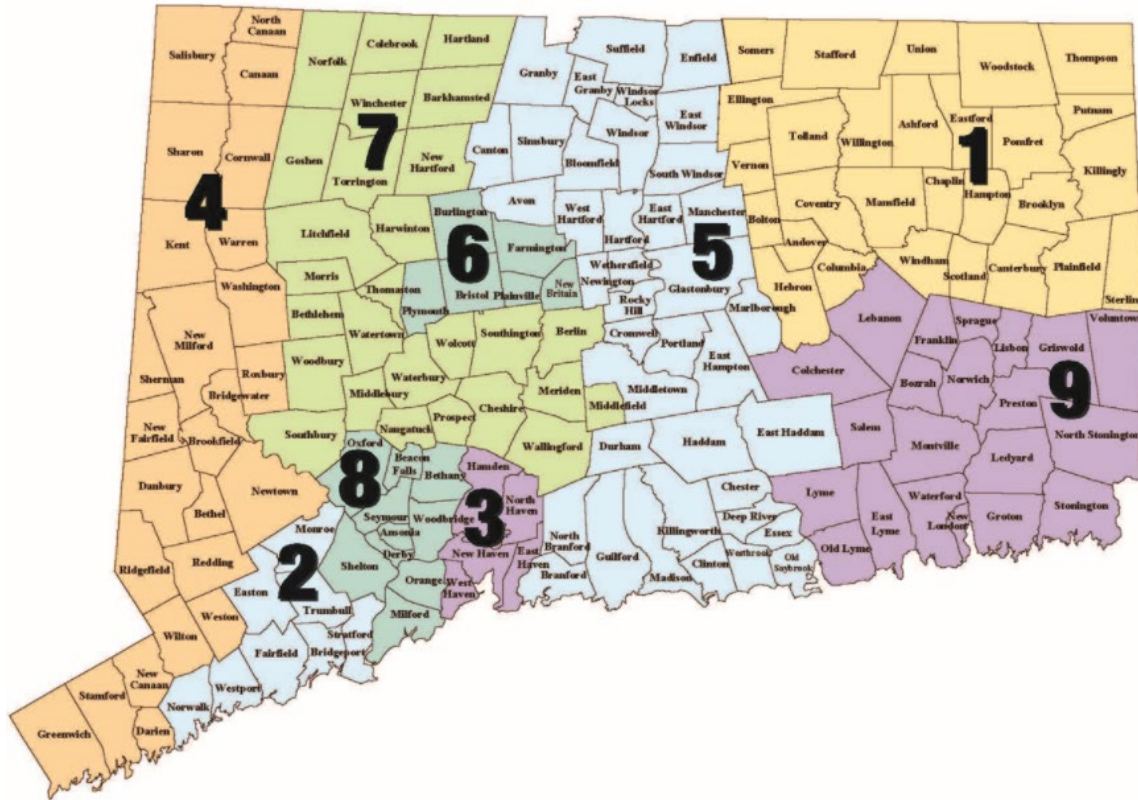 North
Canaan
Salisbury
Canaan
Sharon
Cornwall
4
Kent
Warren
Washington
New
Milford
Sherman
Roxbury
Bridgewater
New
Fairfield
Brookfield
Danbury
Bethel
Newtown
Ridgefield
Redding
Weston
Wilton
New
Canaan
Stamford
Greenwich
Darien
Norfolk
Colebrook
Hartland
Winchester
Barkhamsted
7
Goshen
Torrington
New
Hartford
Litchfield
Harwinton
Morris
Thomaston
Bethlehem
Watertown
Woodbury
Wolcott
Southington
Berlin
Waterbury
Middlebury
Meriden
Middlefield
Prospect
Cheshire
Naugatuck
Southbury
Wallingford
Burlington
6
Farmington
Bristol
Plainville
New
Britain
Plymouth
Oxford
Beacon
Falls
Bethany
8
Seymour
Woodbridge
Ansonia
Derby
Shelton
Orange
Milford
Hamden
3
North
Haven
New Haven
East
Haven
West
Haven
Monroe
2
Easton
Trumbull
Stratford
Fairfield
Bridgeport
Westport
Norwalk
Suffield
Enfield
Granby
East
Granby
Windsor
Locks
East
Windsor
Windsor
Canton
Simsbury
Bloomfield
South Windsor
Avon
West
Hartford
Hartford
East
Hartford
Manchester
5
Wethersfield
Newington
Glastonbury
Rocky
Hill
Marlborough
Cromwell
Portland
East
Hampton
Middletown
Durham
Haddam
East Haddam
Chester
Deep River
Essex
Killingworth
North
Branford
Guilford
Branford
Madison
Clinton
Westbrook
Old
Saybrook
Somers
Stafford
Union
Woodstock
Thompson
Ellington
Putnam
Tolland
Willington
Ashford
Eastford
1
Pomfret
Vernon
Killingly
Chaplin
Hampton
Brooklyn
Mansfield
Coventry
Bolton
Andover
Columbia
Hebron
Windham
Scotland
Canterbury
Plainfield
Sterlin
Lebanon
Sprague
Voluntow
Franklin
Lisbon
Griswold
Colchester
Bozrah
Norwich
Preston
9
Salem
Montville
North Stonington
Ledyard
Lyme
Waterford
East
Lyme
New
London
Groton
Stonington
Old Lyme